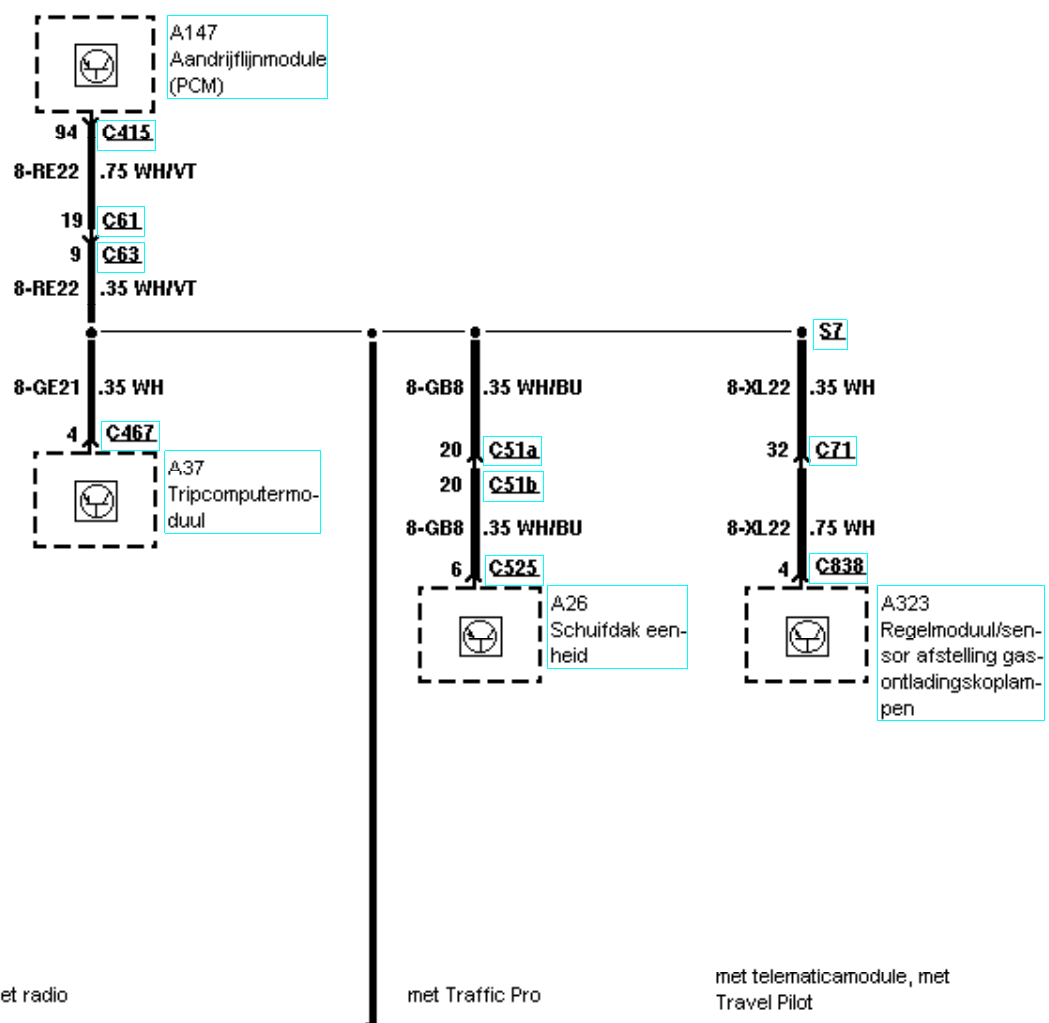 A147
Aandrijflijnmodule
(PCM)
94 C415
8-RE22 .75 WH/VT
19 C61
9 C63
8-RE22 .35 WH/VT
S7
8-GE21 .35 WH
8-GB8 .35 WH/BU
8-XL22 .35 WH
4 C467
20 C51a
32 C71
A37
Tripcomputermo-
duul
20 C51b
8-GB8 .35 WH/BU
8-XL22 .75 WH
6 C525
4 C838
A26
Schuifdak een-
heid
A323
Regelmoduul/sen-
sor afstelling gas-
ontladingskoplam-
pen
et radio
met Traffic Pro
met telematicamodule, met
Travel Pilot